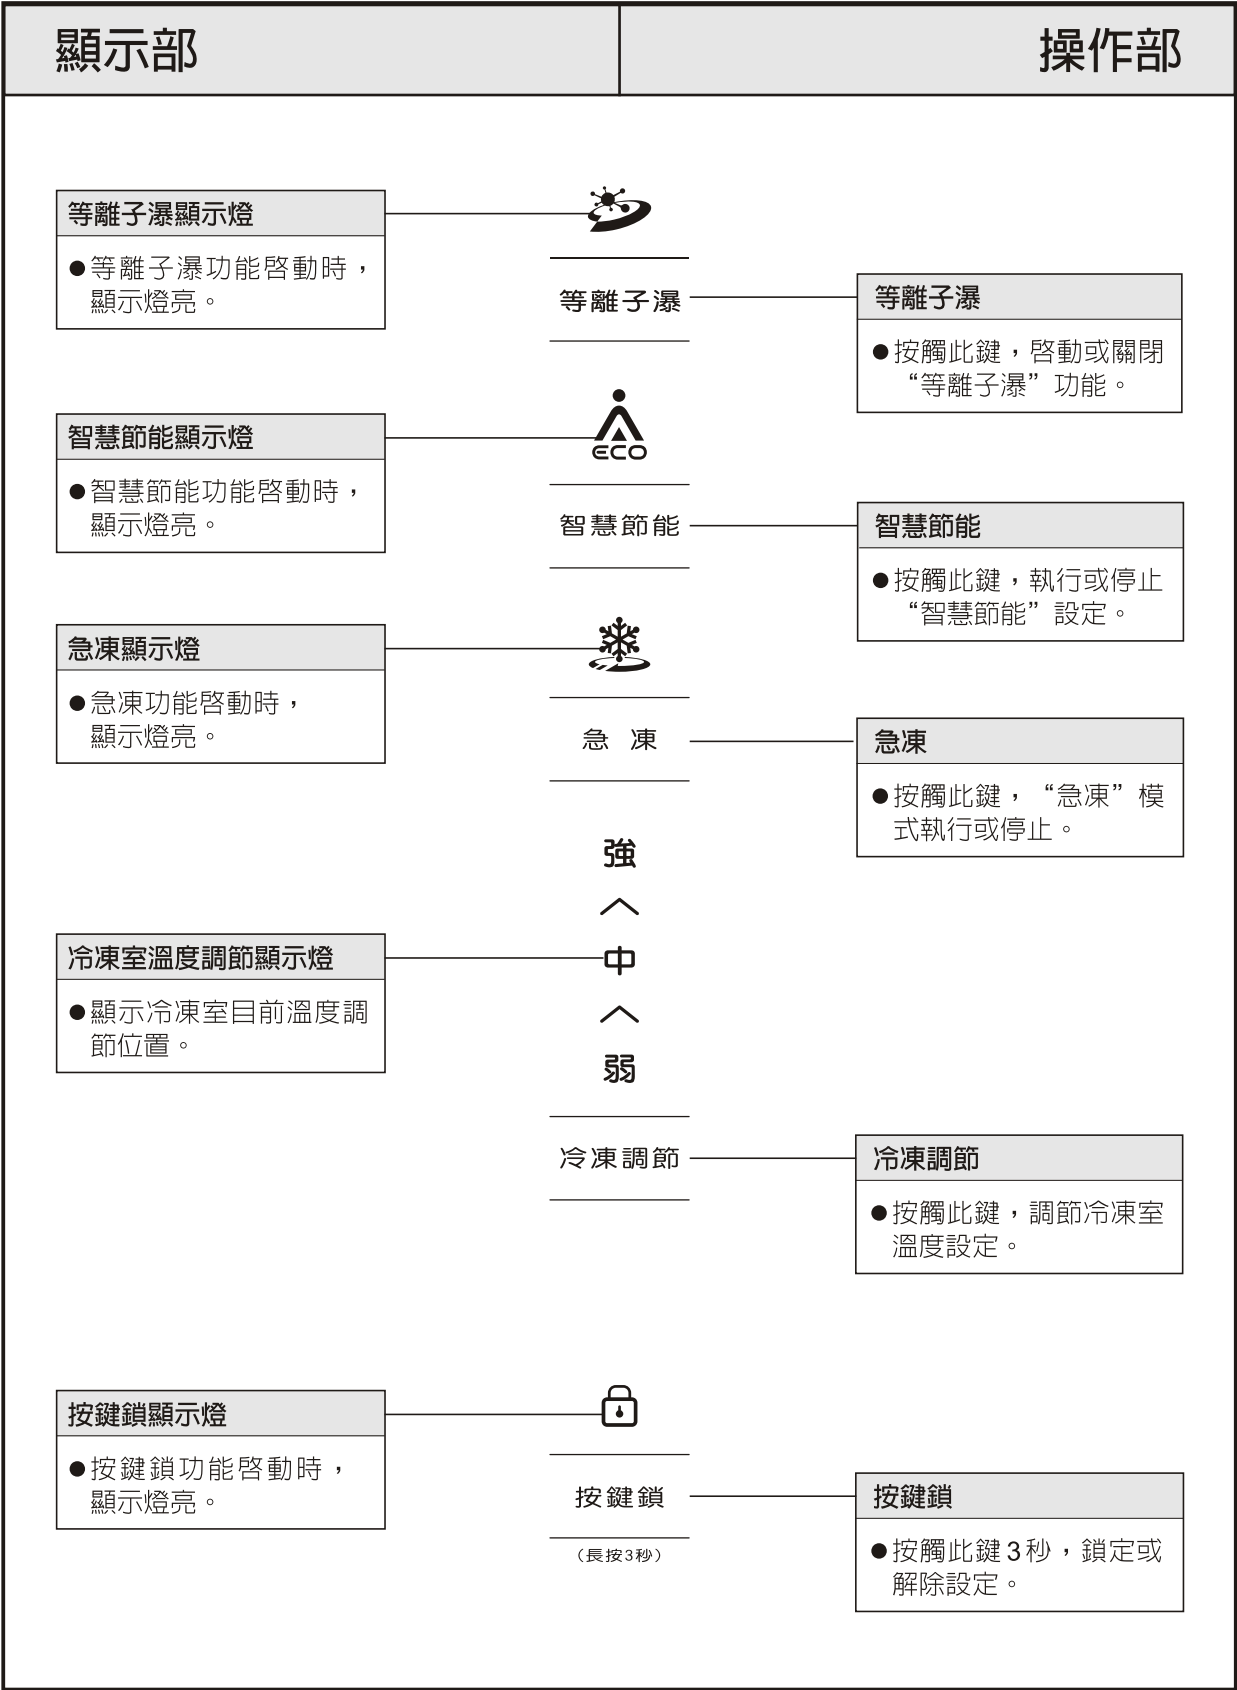 顯示部
操作部
等離子瀑顯示燈
●等離子瀑功能啓動時，
顯示燈亮。
等離子瀑
等離子瀑
●按觸此鍵，啓動或關閉
“等離子瀑”功能。
ECO
智慧節能顯示燈
●智慧節能功能啓動時，
顯示燈亮。
智慧節能
智慧節能
●按觸此鍵，執行或停止
“智慧節能”設定。
急凍顯示燈
●急凍功能啓動時，
顯示燈亮。
急 凍
急凍
●按觸此鍵，“急凍”模
式執行或停止。
強
冷凍室溫度調節顯示燈
●顯示冷凍室目前溫度調
節位置。
中
弱
冷凍調節
冷凍調節
●按觸此鍵，調節冷凍室
溫度設定。
按鍵鎖顯示燈
●按鍵鎖功能啓動時，
顯示燈亮。
按鍵鎖
（長按3秒）
按鍵鎖
●按觸此鍵3秒，鎖定或
解除設定。